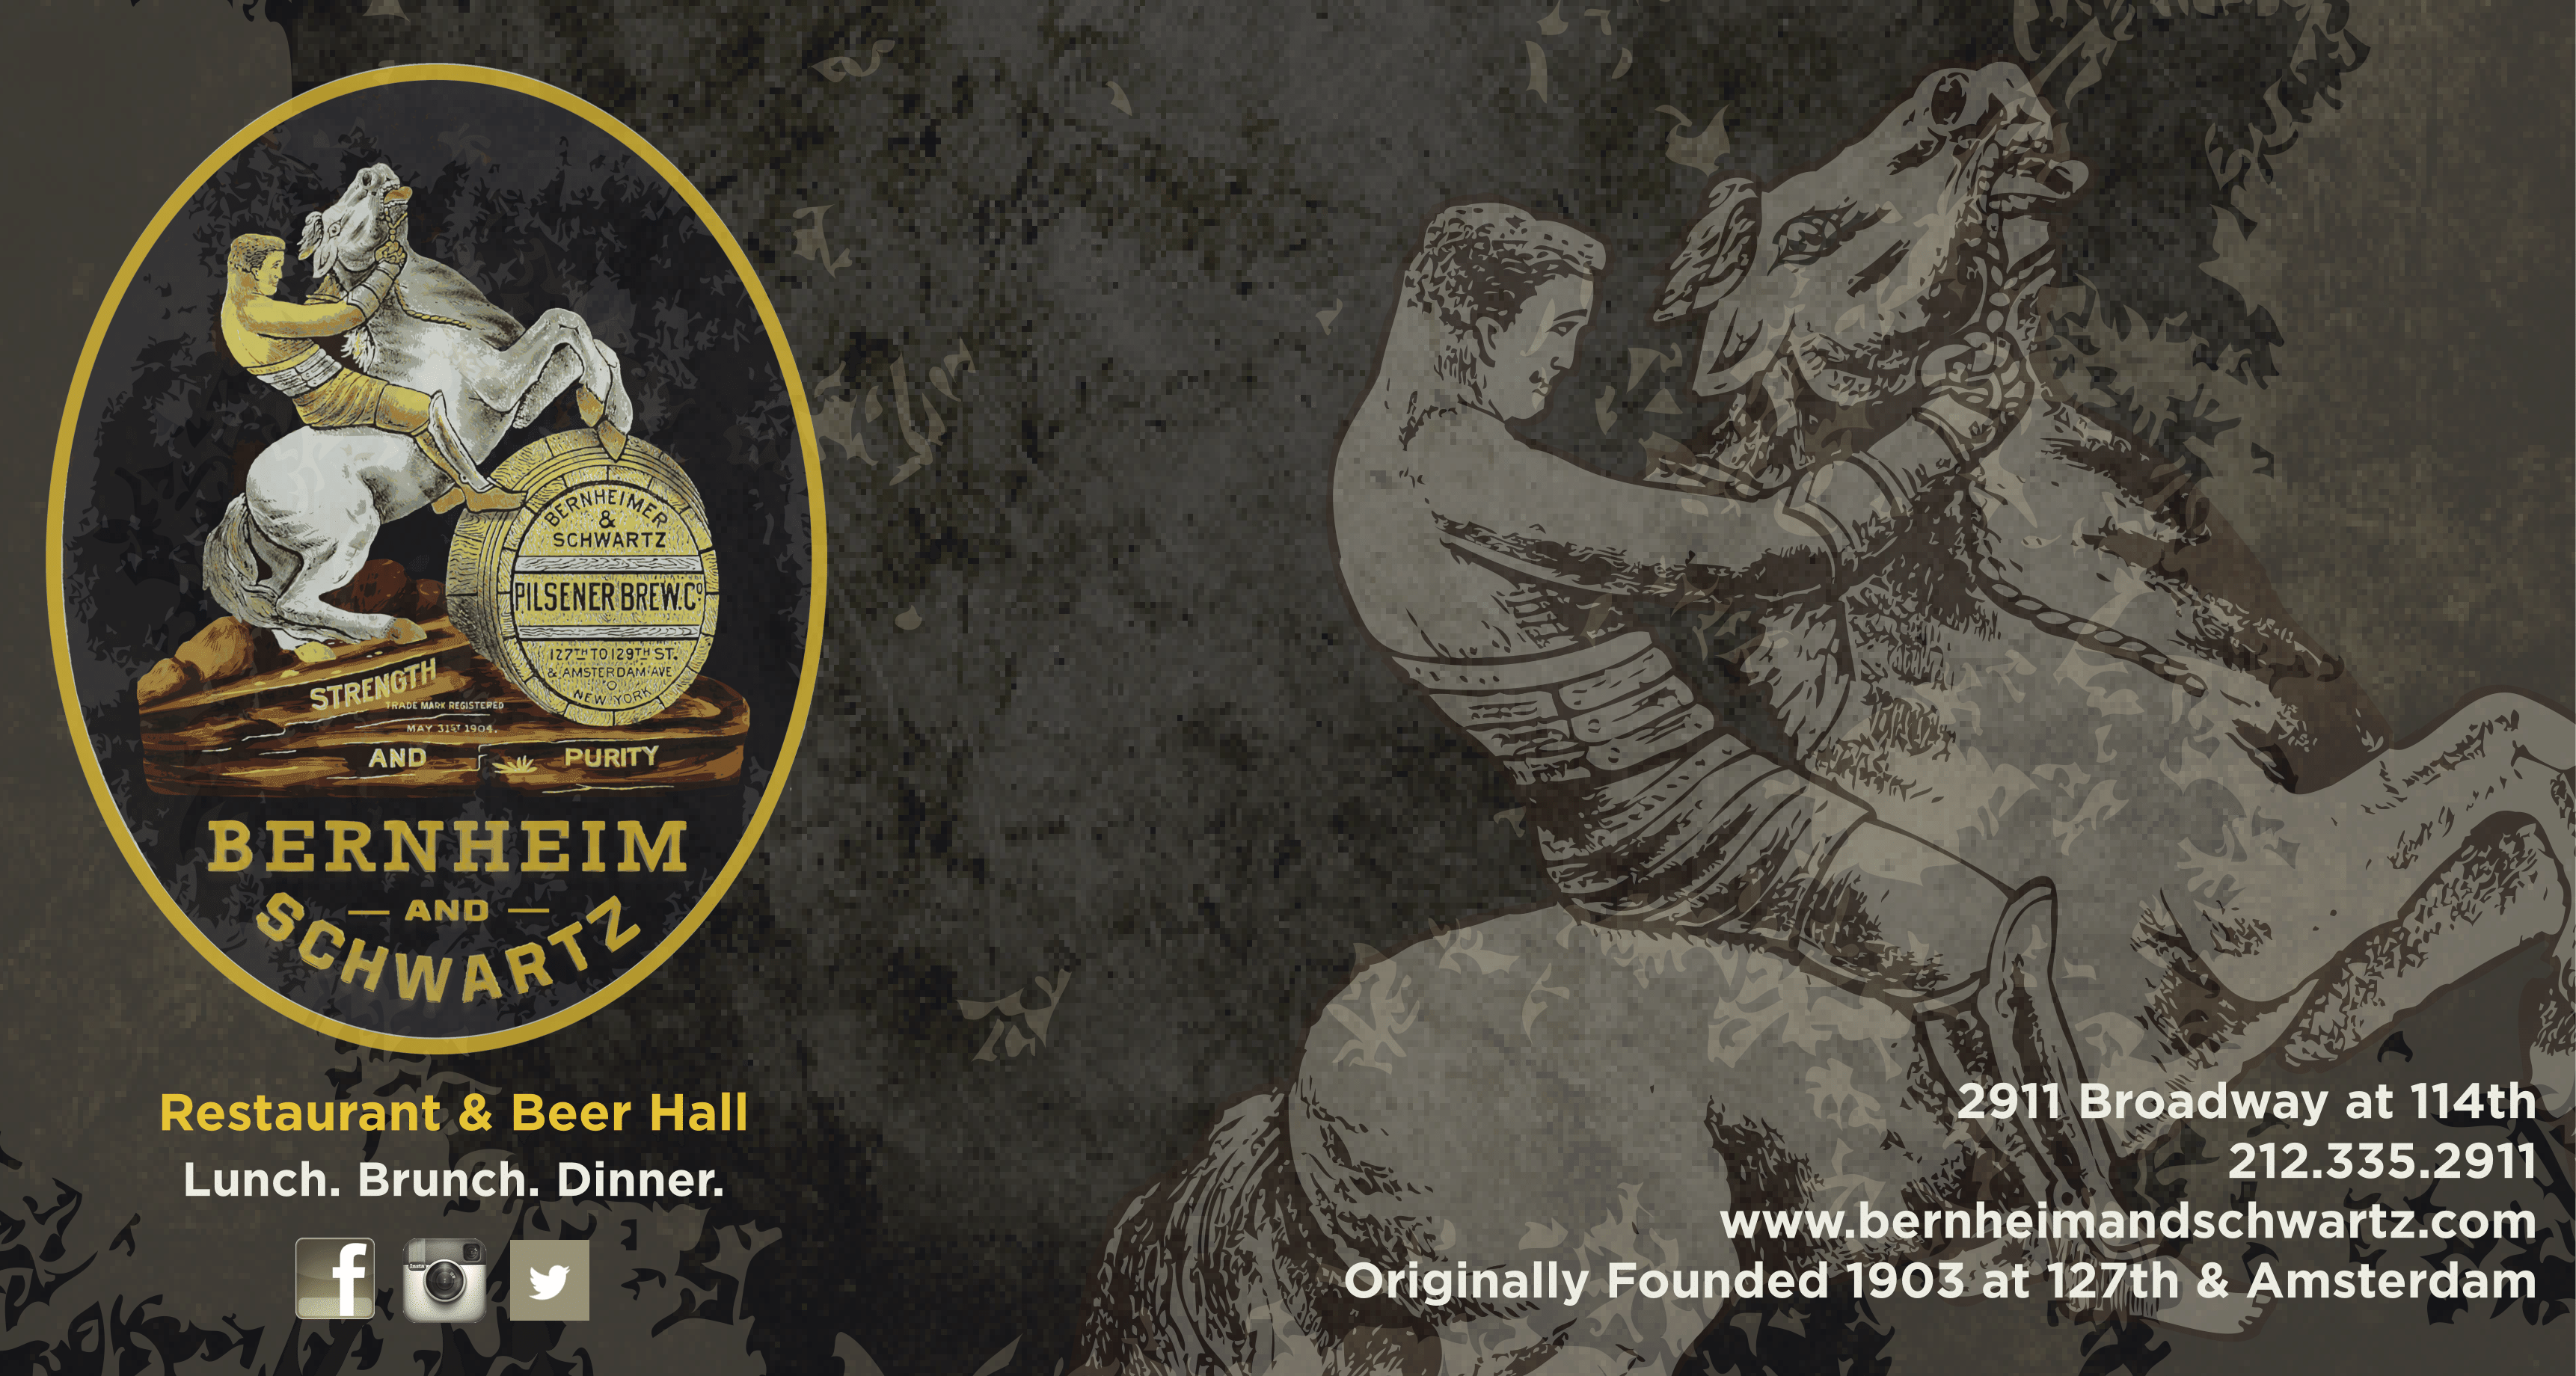 BERNHEIMER
&
SCHWARTZ
PILSENER BREW.Cº
127TH TO 129TH ST.
& AMSTERDAM AVE
NEW YORK
STRENGTH
TRADE MARK REGISTERED
MAY 31ST 1904.
AND PURITY
BERNHEIM
— AND —
SCHWARTZ
Restaurant & Beer Hall
Lunch. Brunch. Dinner.
f
Insta
2911 Broadway at 114th
212.335.2911
www.bernheimandschwartz.com
Originally Founded 1903 at 127th & Amsterdam